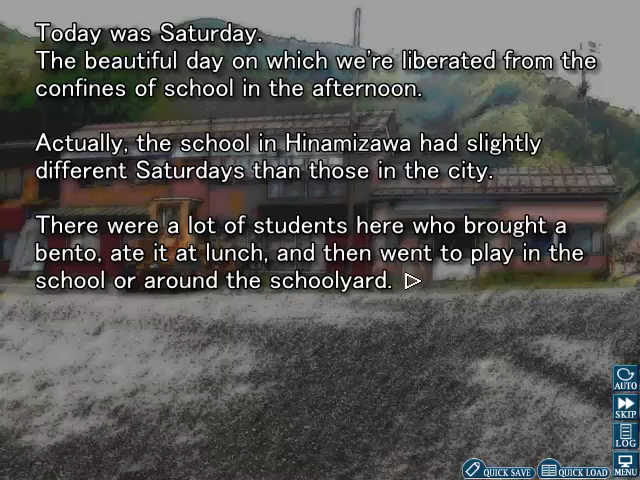 Today was Saturday.
The beautiful day on which we're liberated from the
confines of school in the afternoon.
Actually, the school in Hinamizawa had slightly
different Saturdays than those in the city.
There were a lot of students here who brought a
bento, ate it at lunch, and then went to play in the
school or around the schoolyard.
AUTO
SKIP
LOG
MENU
QUICK SAVE
QUICK LOAD